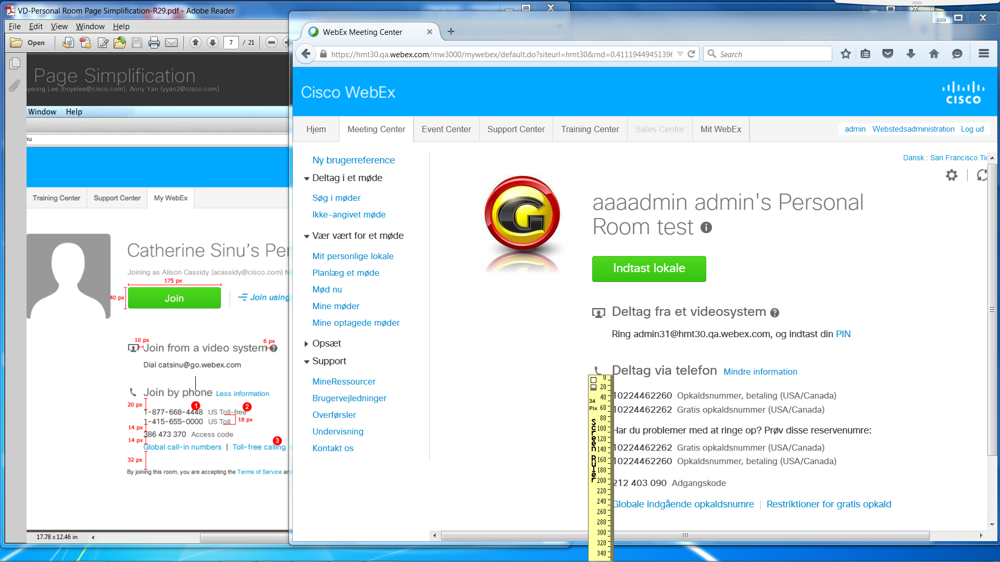 VD-Personal Room Page Simplification-R29.pdf - Adobe Reader
File Edit View Window Help
Open 7 / 21
Page Simplification
yeong Lee (hoyelee@cisco.com), Anny Yan (yyan2@cisco.com)
Window Help
nu
Training Center Support Center My WebEx
Catherine Sinu's Per
Joining as Alison Cassidy (acassidy@cisco.com) N
175 px
40 px
Join
Join using
10 px
6 px
Join from a video system
Dial catsinu@go.webex.com
Join by phone Less information
20 px
1
2
1-877-668-4448 US Toll-free
1-415-655-0000 US Toll
18 px
14 px
386 473 370 Access code
14 px
3
Global call-in numbers | Toll-free calling
32 px
By joining this room, you are accepting the Terms of Service an
17.78 x 12.46 in
WebEx Meeting Center
https://hmt30.qa.webex.com/mw3000/mywebex/default.do?siteurl=hmt30&rnd=0.4111944945139
Search
Cisco WebEx
CISCO
Hjem Meeting Center Event Center Support Center Training Center Sales Center Mit WebEx
admin Webstedsadministration Log ud
Ny brugerreference
Deltag i et møde
Søg i møder
Ikke-angivet møde
Vær vært for et møde
Mit personlige lokale
Planlæg et møde
Mød nu
Mine møder
Mine optagede møder
Opsæt
Support
MineRessourcer
Brugervejledninger
Overførsler
Undervisning
Kontakt os
Dansk : San Francisco Tid
G
aaaadmin admin's Personal
Room test
Indtast lokale
Deltag fra et videosystem
Ring admin31@hmt30.qa.webex.com, og indtast din PIN
Deltag via telefon Mindre information
10224462260 Opkaldsnummer, betaling (USA/Canada)
10224462262 Gratis opkaldsnummer (USA/Canada)
Har du problemer med at ringe op? Prøv disse reservenumre:
10224462262 Gratis opkaldsnummer (USA/Canada)
10224462260 Opkaldsnummer, betaling (USA/Canada)
212 403 090 Adgangskode
Globale indgående opkaldsnumre | Restriktioner for gratis opkald
34
Pix
Screen Ruler
0
20
40
60
80
100
120
140
160
180
200
220
240
260
280
300
320
340